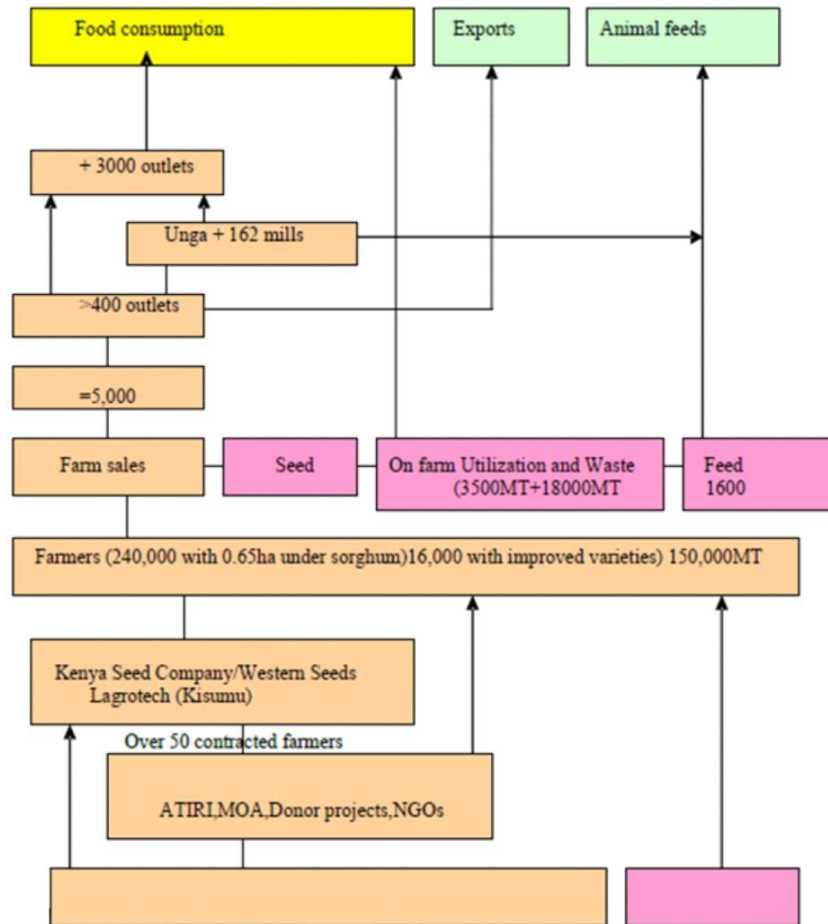 Food consumption
Exports
Animal feeds
+ 3000 outlets
Unga + 162 mills
>400 outlets
=5,000
Farm sales
Seed
On farm Utilization and Waste
(3500MT+18000MT
Feed
1600
Farmers (240,000 with 0.65ha under sorghum)16,000 with improved varieties) 150,000MT
Kenya Seed Company/Western Seeds
Lagrotech (Kisumu)
Over 50 contracted farmers
ATIRI,MOA,Donor projects,NGOs